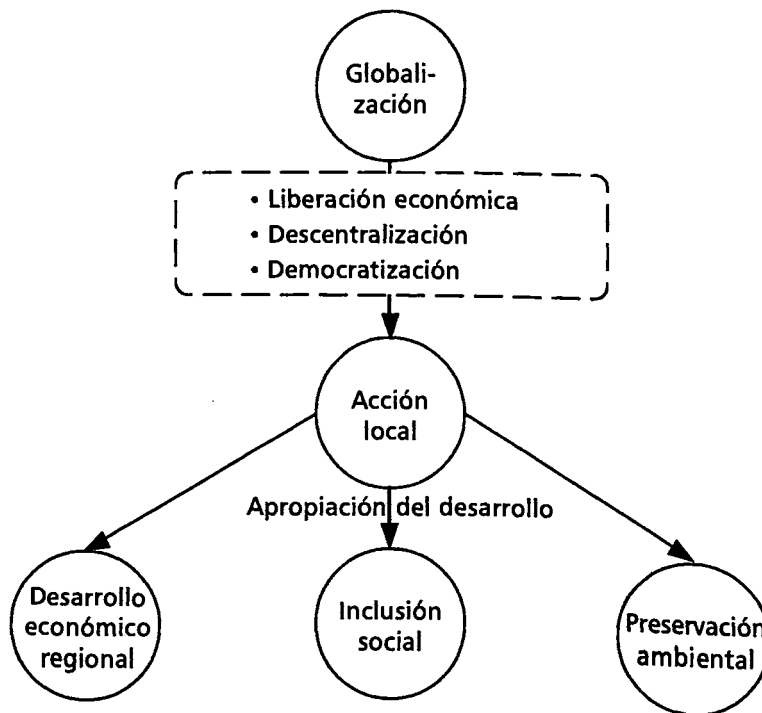 Globali-
zación
• Liberación económica
• Descentralización
• Democratización
Acción
local
Apropiación del desarrollo
Desarrollo
económico
regional
Inclusión
social
Preservación
ambiental